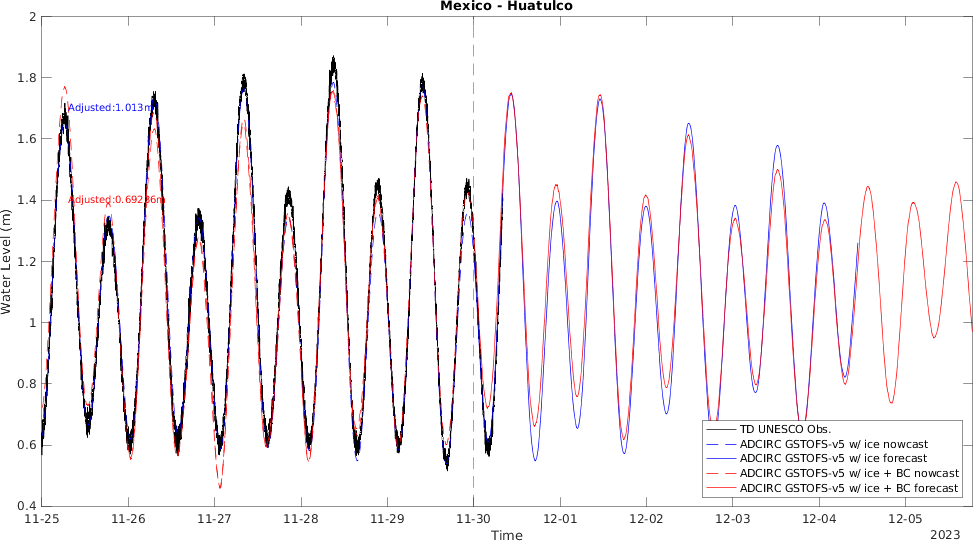 Mexico - Huatulco
2
1.8
1.6
1.4
1.2
1
0.8
0.6
0.4
Water Level (m)
Adjusted:1.013m
Adjusted:0.69286m
TD UNESCO Obs.
ADCIRC GSTOFS-v5 w/ ice nowcast
ADCIRC GSTOFS-v5 w/ ice forecast
ADCIRC GSTOFS-v5 w/ ice + BC nowcast
ADCIRC GSTOFS-v5 w/ ice + BC forecast
11-25 11-26 11-27 11-28 11-29 11-30 12-01 12-02 12-03 12-04 12-05
Time
2023